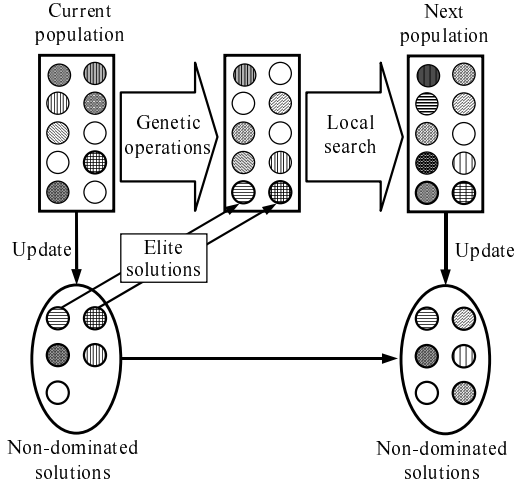 Current
population
Next
population
Genetic
operations
Local
search
Update
Elite
solutions
Update
Non-dominated
solutions
Non-dominated
solutions